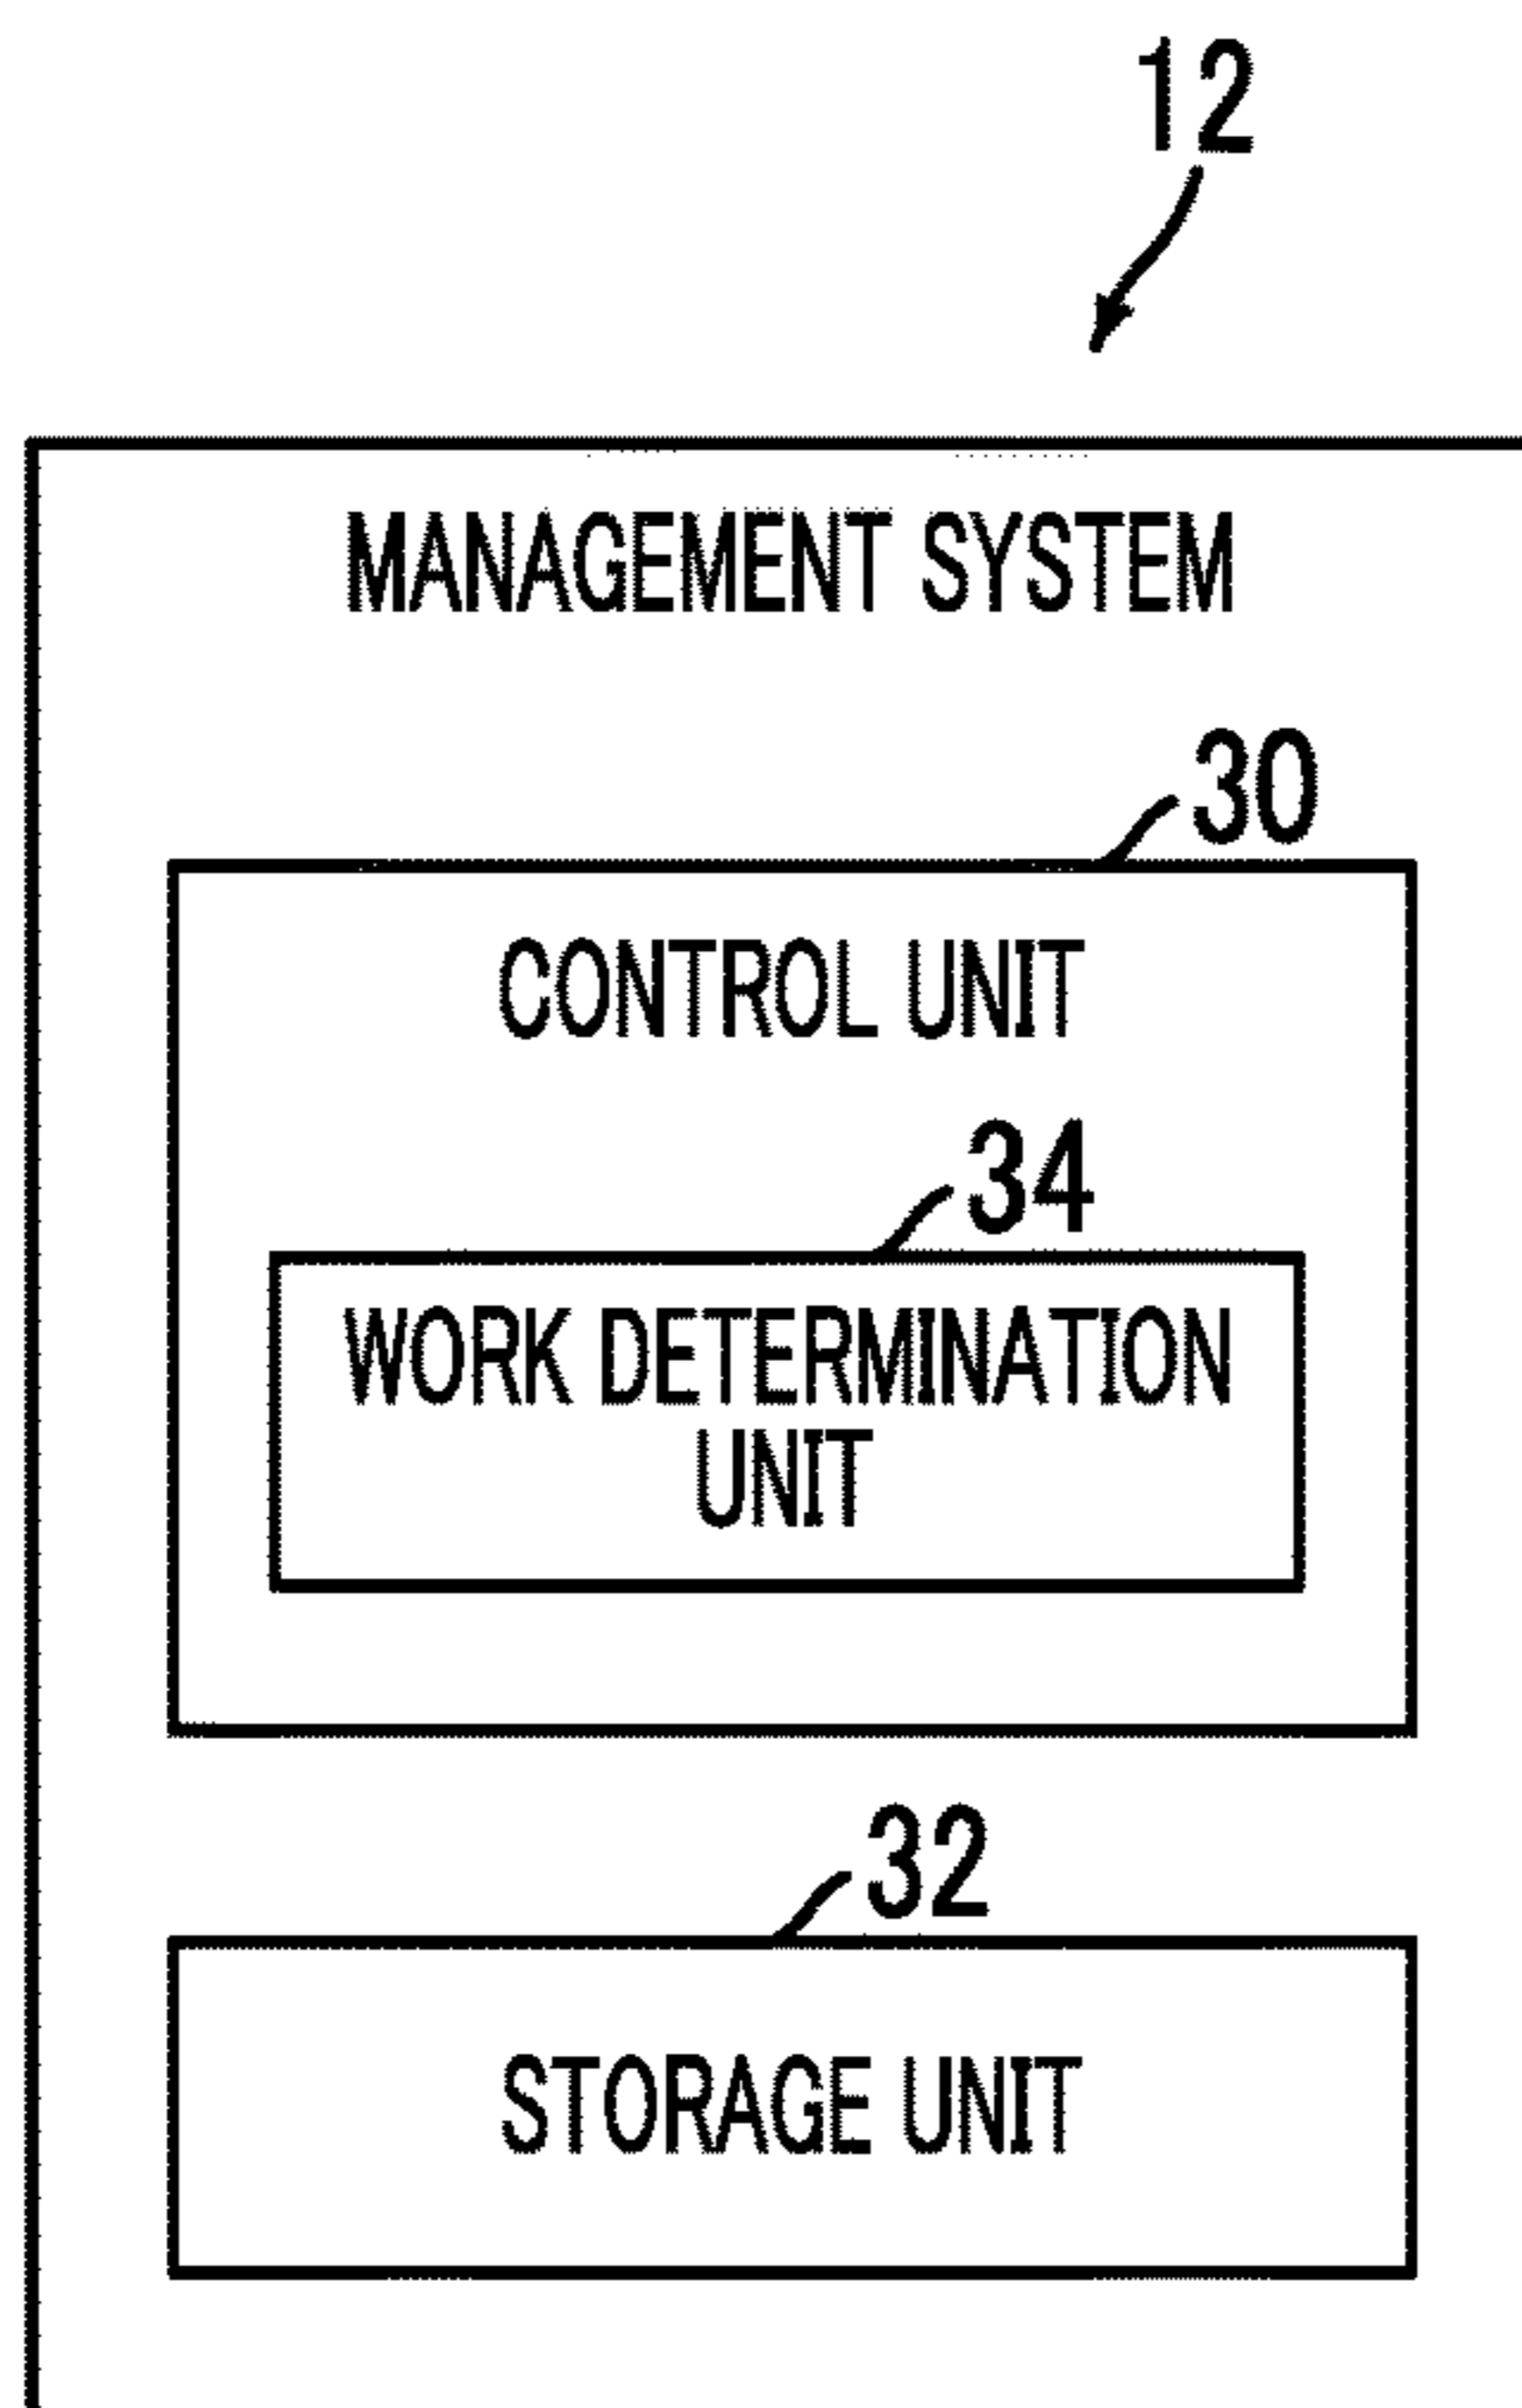 12
MANAGEMENT SYSTEM
30
CONTROL UNIT
34
WORK DETERMINATION
UNIT
32
STORAGE UNIT